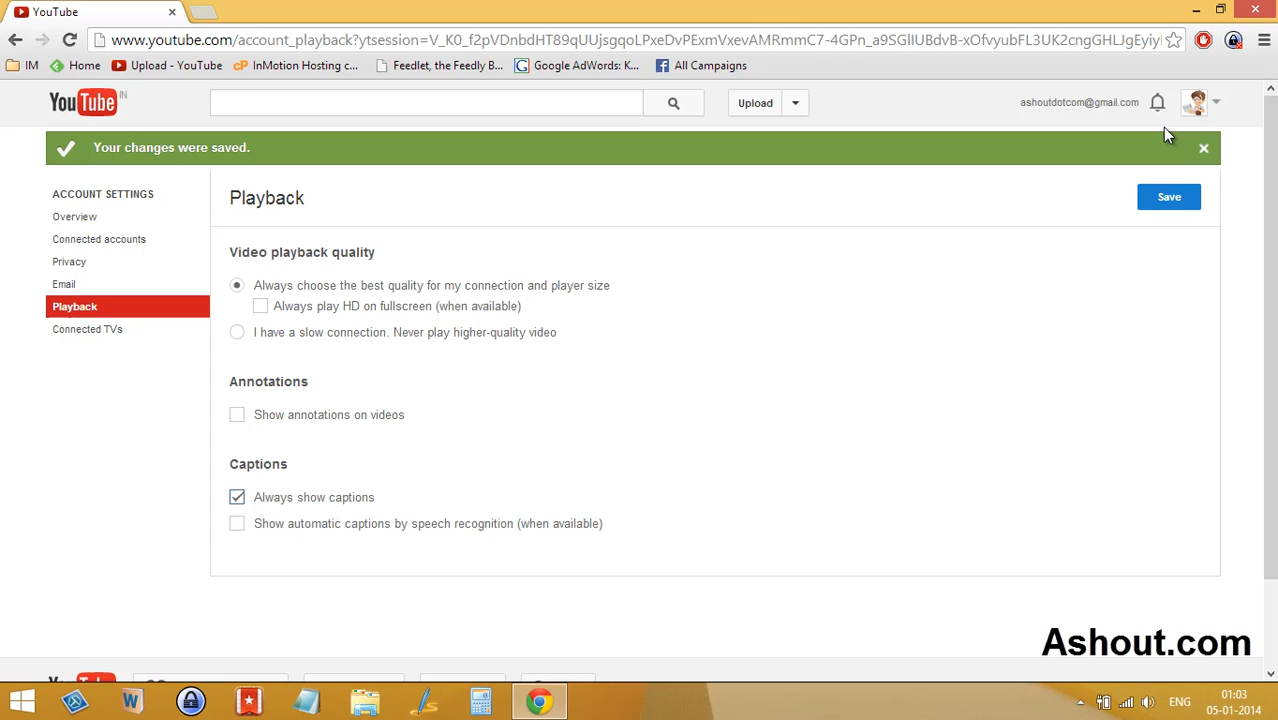 YouTube
www.youtube.com/account_playback?ytsession=V_K0_f2pVDnbdHT89qUUjsgqoLPxeDvPExmVxevAMRmmC7-4GPn_a9SGllUBdvB-xOfvyubFL3UK2cngGHLJgEyiyl
IM Home Upload - YouTube InMotion Hosting c... Feedlet, the Feedly B... Google AdWords: K... All Campaigns
YouTube IN Upload ashoutdotcom@gmail.com
Your changes were saved.
ACCOUNT SETTINGS
Overview
Connected accounts
Privacy
Email
Playback
Connected TVs
Playback Save
Video playback quality
Always choose the best quality for my connection and player size
Always play HD on fullscreen (when available)
I have a slow connection. Never play higher-quality video
Annotations
Show annotations on videos
Captions
Always show captions
Show automatic captions by speech recognition (when available)
Ashout.com
YouTube
ENG 01:03
05-01-2014